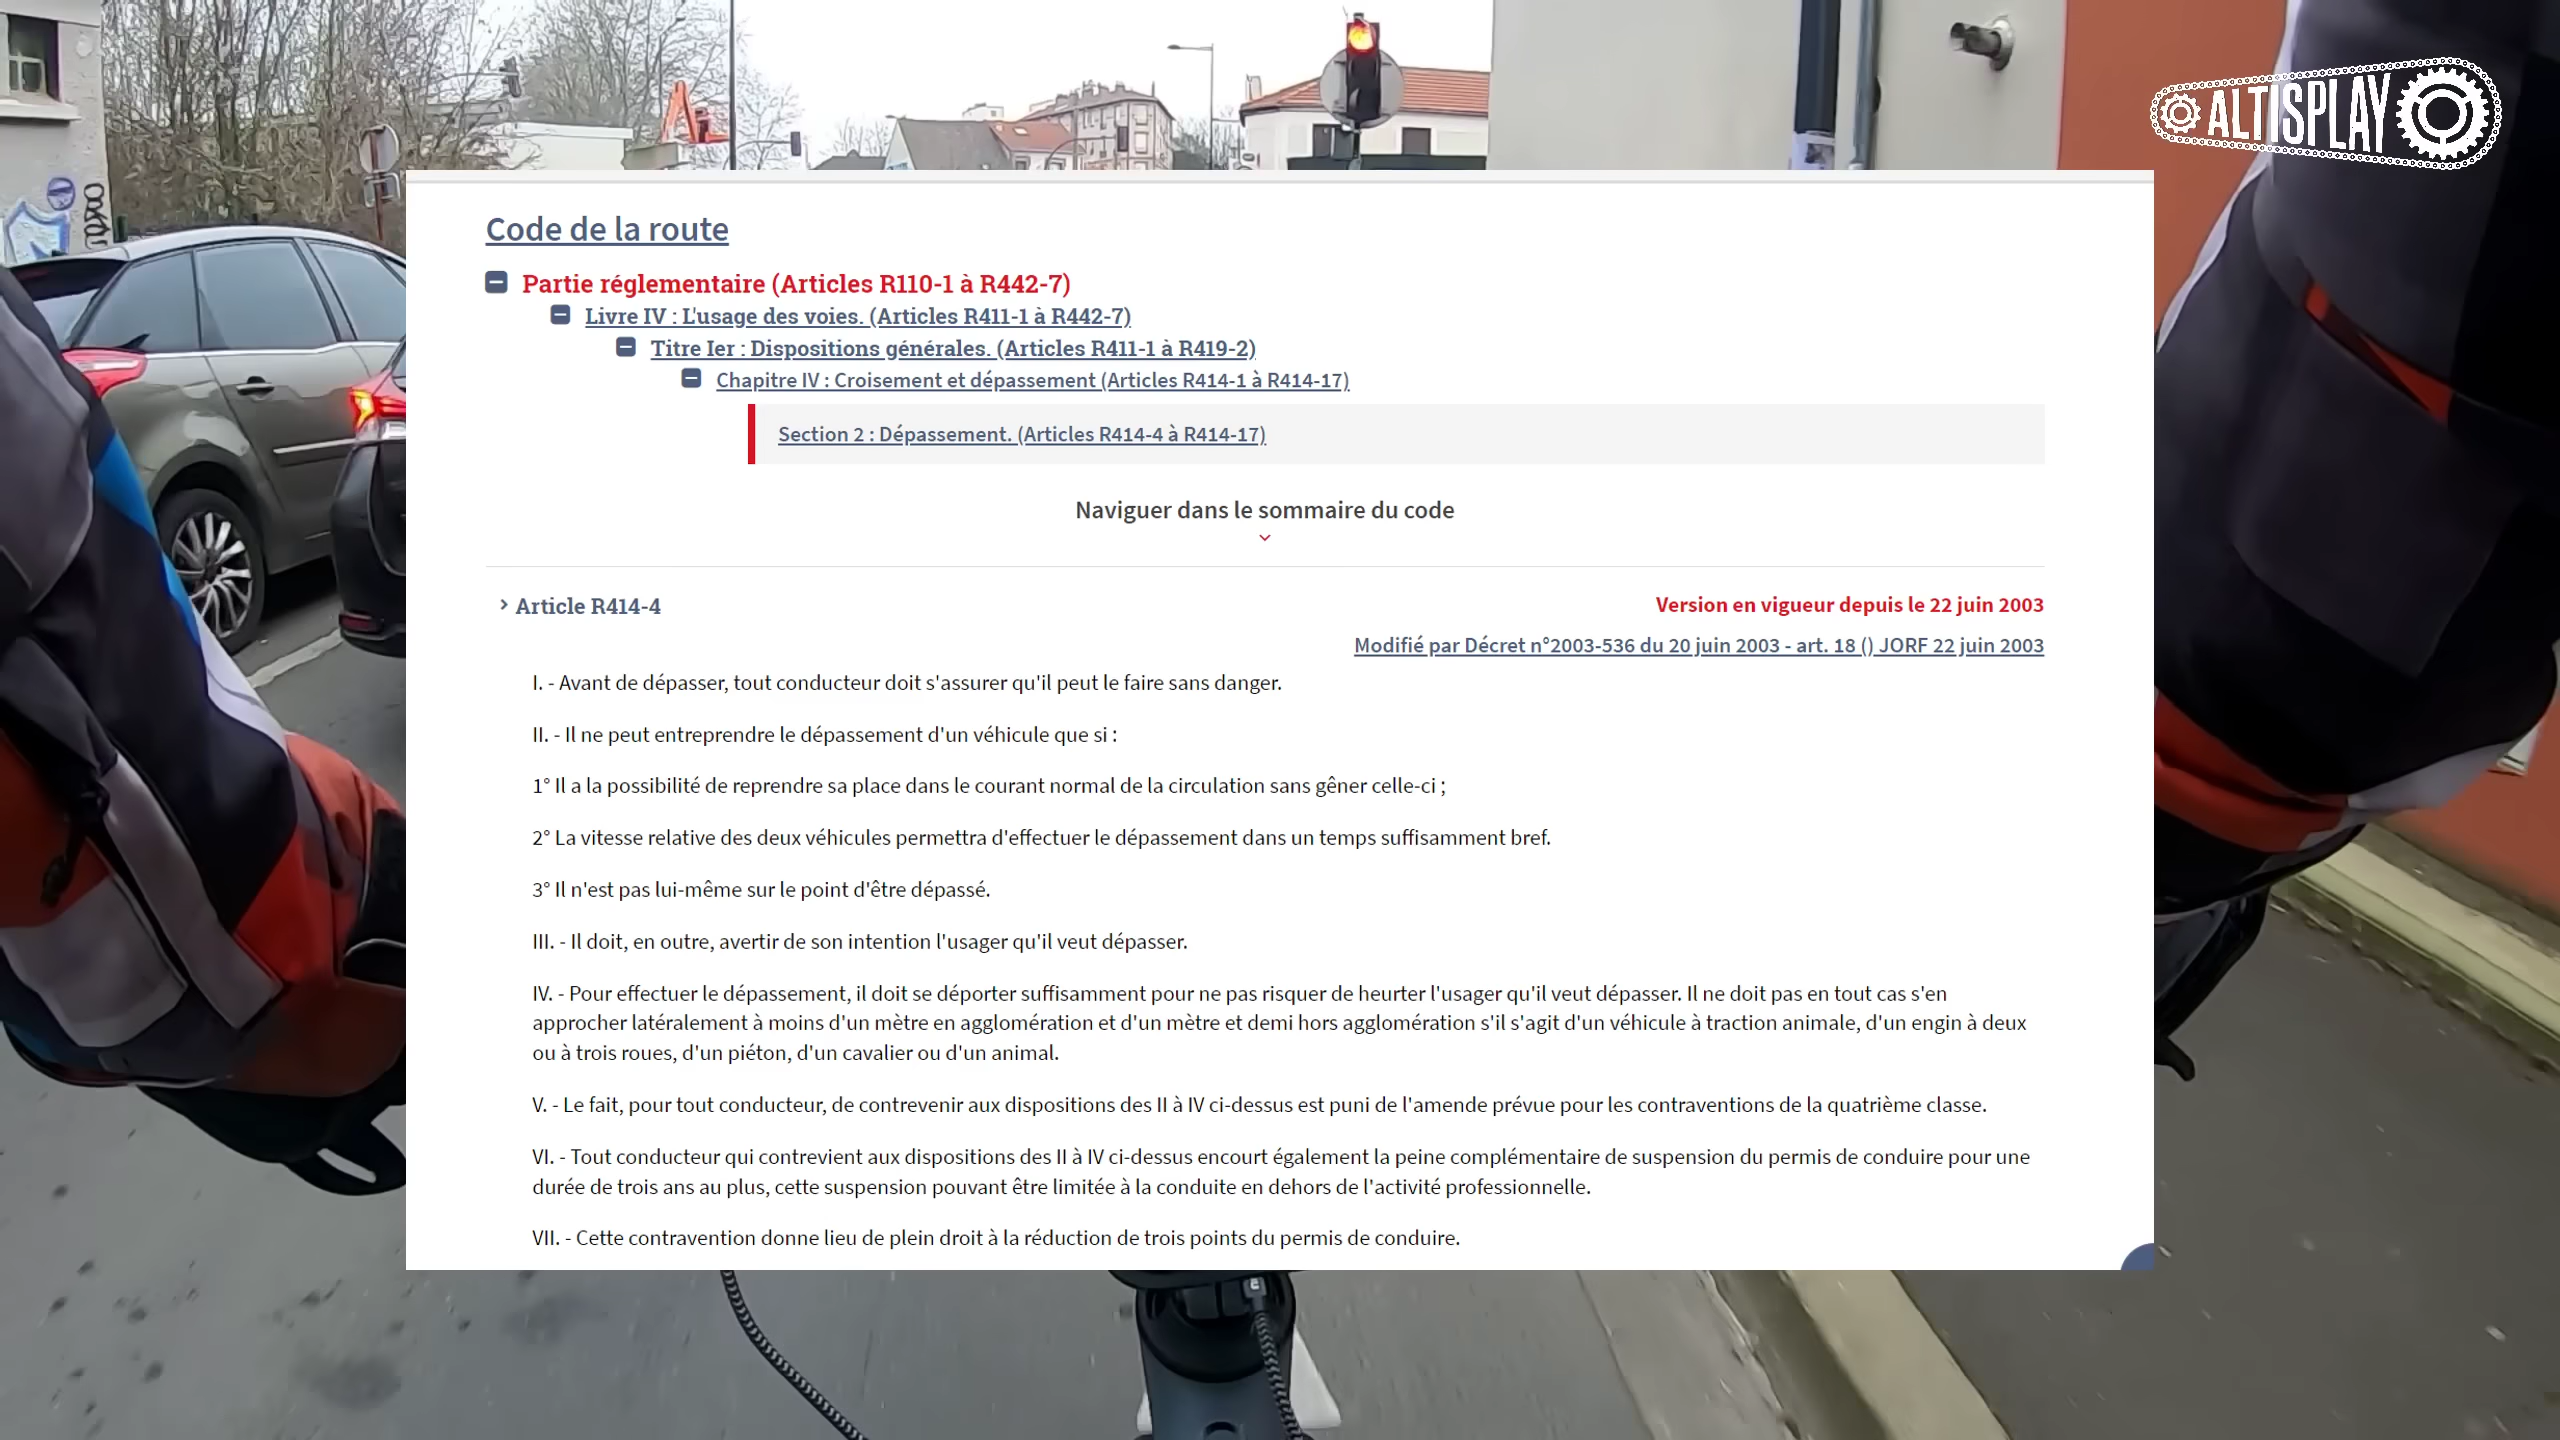 ALTISPLAY
Code de la route
Partie réglementaire (Articles R110-1 à R442-7)
Livre IV : L'usage des voies. (Articles R411-1 à R442-7)
Titre Ier : Dispositions générales. (Articles R411-1 à R419-2)
Chapitre IV : Croisement et dépassement (Articles R414-1 à R414-17)
Section 2 : Dépassement. (Articles R414-4 à R414-17)
Naviguer dans le sommaire du code
Article R414-4
Version en vigueur depuis le 22 juin 2003
Modifié par Décret n°2003-536 du 20 juin 2003 - art. 18 () JORF 22 juin 2003
I. - Avant de dépasser, tout conducteur doit s'assurer qu'il peut le faire sans danger.
II. - Il ne peut entreprendre le dépassement d'un véhicule que si :
1° Il a la possibilité de reprendre sa place dans le courant normal de la circulation sans gêner celle-ci ;
2° La vitesse relative des deux véhicules permettra d'effectuer le dépassement dans un temps suffisamment bref.
3° Il n'est pas lui-même sur le point d'être dépassé.
III. - Il doit, en outre, avertir de son intention l'usager qu'il veut dépasser.
IV. - Pour effectuer le dépassement, il doit se déporter suffisamment pour ne pas risquer de heurter l'usager qu'il veut dépasser. Il ne doit pas en tout cas s'en
approcher latéralement à moins d'un mètre en agglomération et d'un mètre et demi hors agglomération s'il s'agit d'un véhicule à traction animale, d'un engin à deux
ou à trois roues, d'un piéton, d'un cavalier ou d'un animal.
V. - Le fait, pour tout conducteur, de contrevenir aux dispositions des II à IV ci-dessus est puni de l'amende prévue pour les contraventions de la quatrième classe.
VI. - Tout conducteur qui contrevient aux dispositions des II à IV ci-dessus encourt également la peine complémentaire de suspension du permis de conduire pour une
durée de trois ans au plus, cette suspension pouvant être limitée à la conduite en dehors de l'activité professionnelle.
VII. - Cette contravention donne lieu de plein droit à la réduction de trois points du permis de conduire.